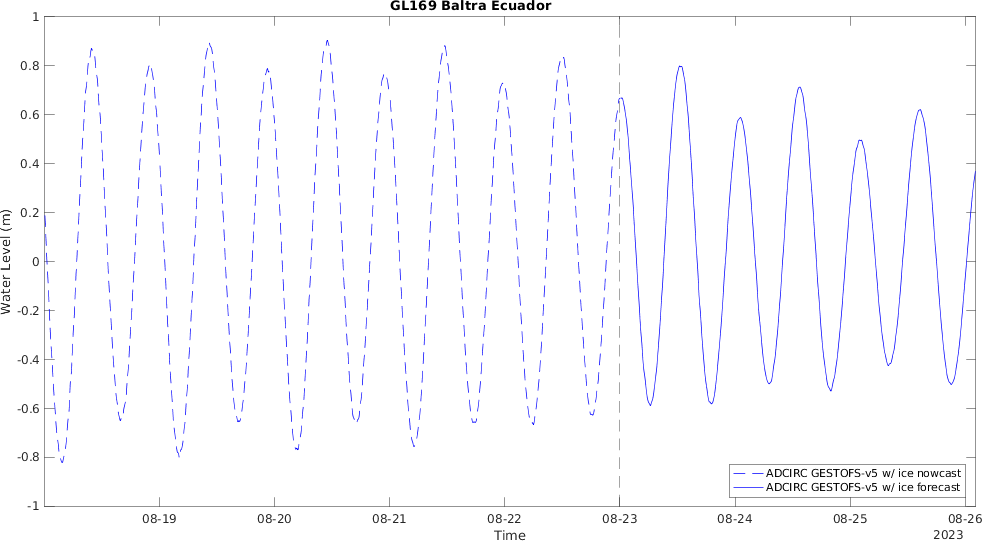 GL169 Baltra Ecuador
1
0.8
0.6
0.4
0.2
0
-0.2
-0.4
-0.6
-0.8
-1
Water Level (m)
ADCIRC GESTOFS-v5 w/ ice nowcast
ADCIRC GESTOFS-v5 w/ ice forecast
08-19 08-20 08-21 08-22 08-23 08-24 08-25 08-26
Time
2023